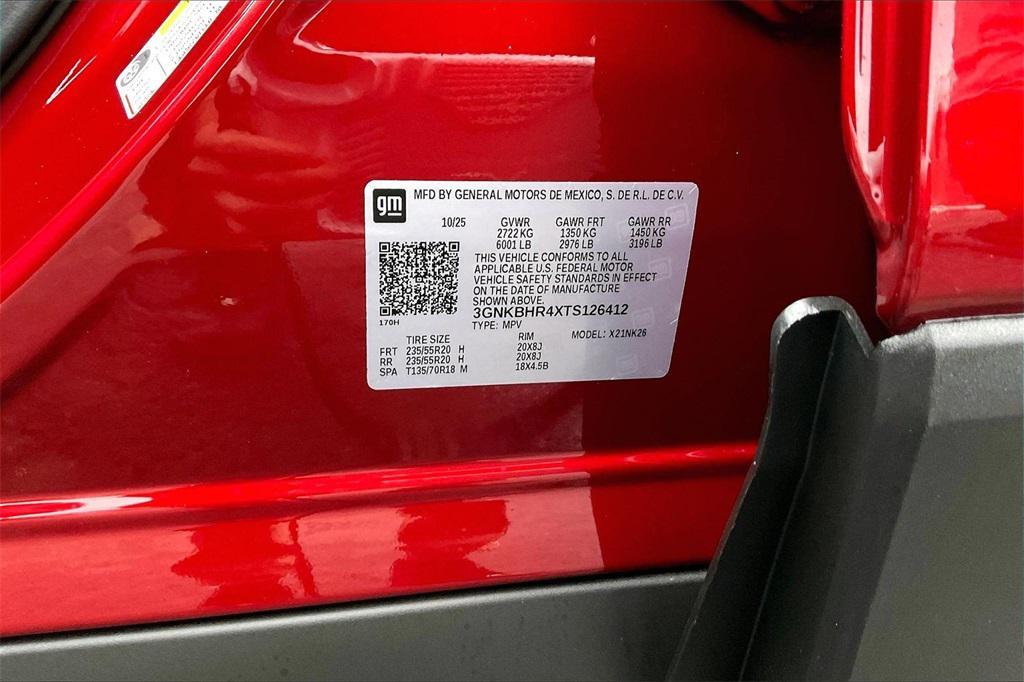 gm MFD BY GENERAL MOTORS DE MEXICO, S. DE R.L. DE C.V.
10/25 GVWR GAWR FRT GAWR RR
2722 KG 1350 KG 1450 KG
6001 LB 2976 LB 3196 LB
THIS VEHICLE CONFORMS TO ALL
APPLICABLE U.S. FEDERAL MOTOR
VEHICLE SAFETY STANDARDS IN EFFECT
ON THE DATE OF MANUFACTURE
SHOWN ABOVE.
3GNKBHR4XTS126412
170H
TYPE: MPV MODEL: X21NK26
TIRE SIZE RIM
FRT 235/55R20 H 20X8J
RR 235/55R20 H 20X8J
SPA T135/70R18 M 18X4.5B